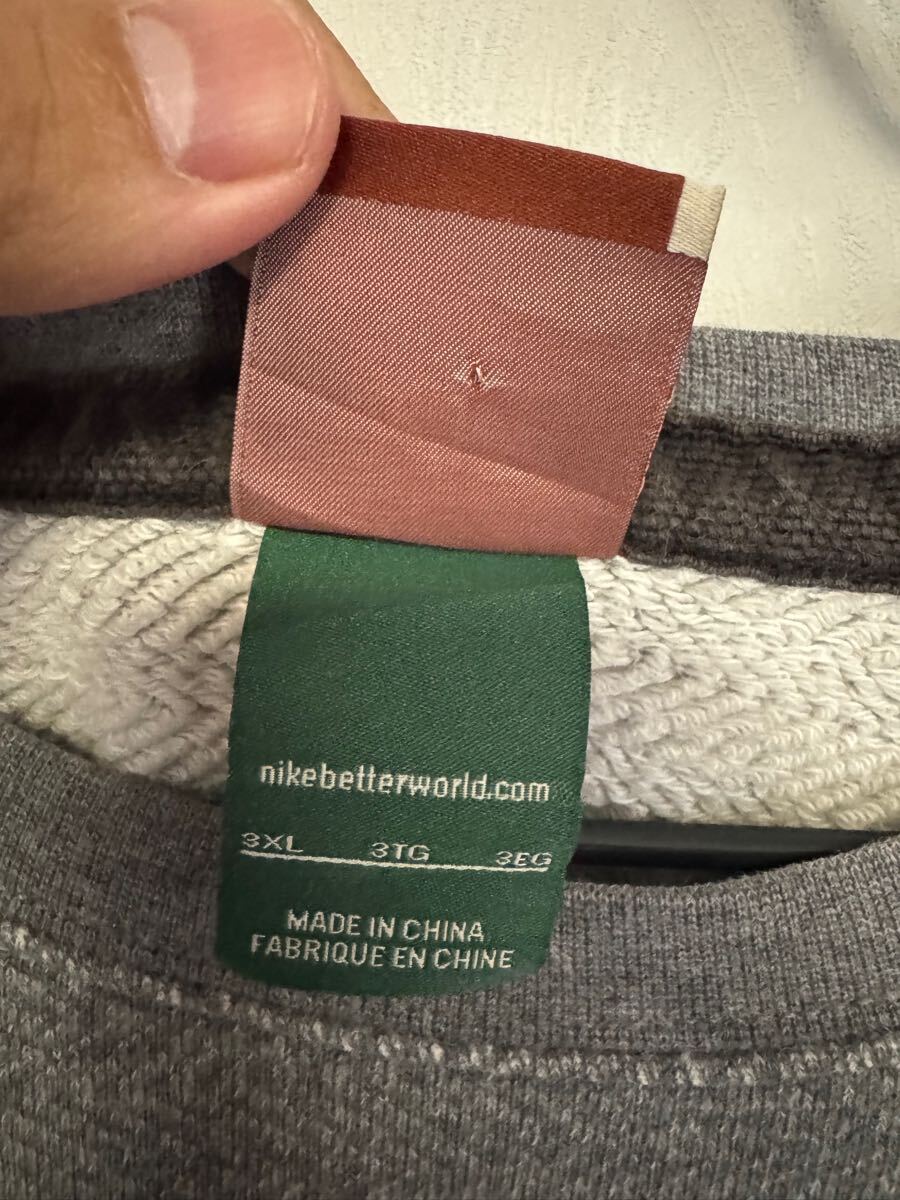 nikebetterworld.com
3XL 3TG 3EG
MADE IN CHINA
FABRIQUE EN CHINE